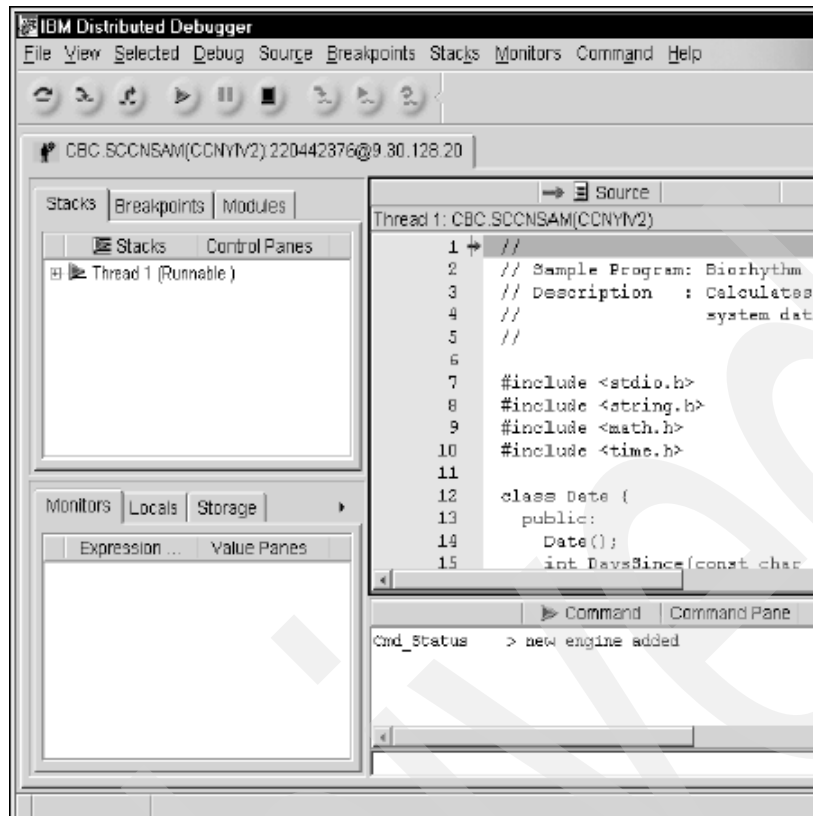 IBM Distributed Debugger
File View Selected Debug Source Breakpoints Stacks Monitors Command Help
CBC.SCCNSAM(CCNYIV2):220442376@9.30.128.20
Stacks Breakpoints Modules
Stacks Control Panes
Thread 1 (Runnable )
Source
Thread 1: CBC.SCCNSAM(CCNYIV2)
1 //
2 // Sample Program: Biorhythm
3 // Description : Calculates
4 // system dat
5 //
6
7 #include <stdio.h>
8 #include <string.h>
9 #include <math.h>
10 #include <time.h>
11
12 class Date {
13 public:
14 Date();
15 int DaysSince(const char
Monitors Locals Storage
Expression ... Value Panes
Command Command Pane
Cmd_Status > new engine added